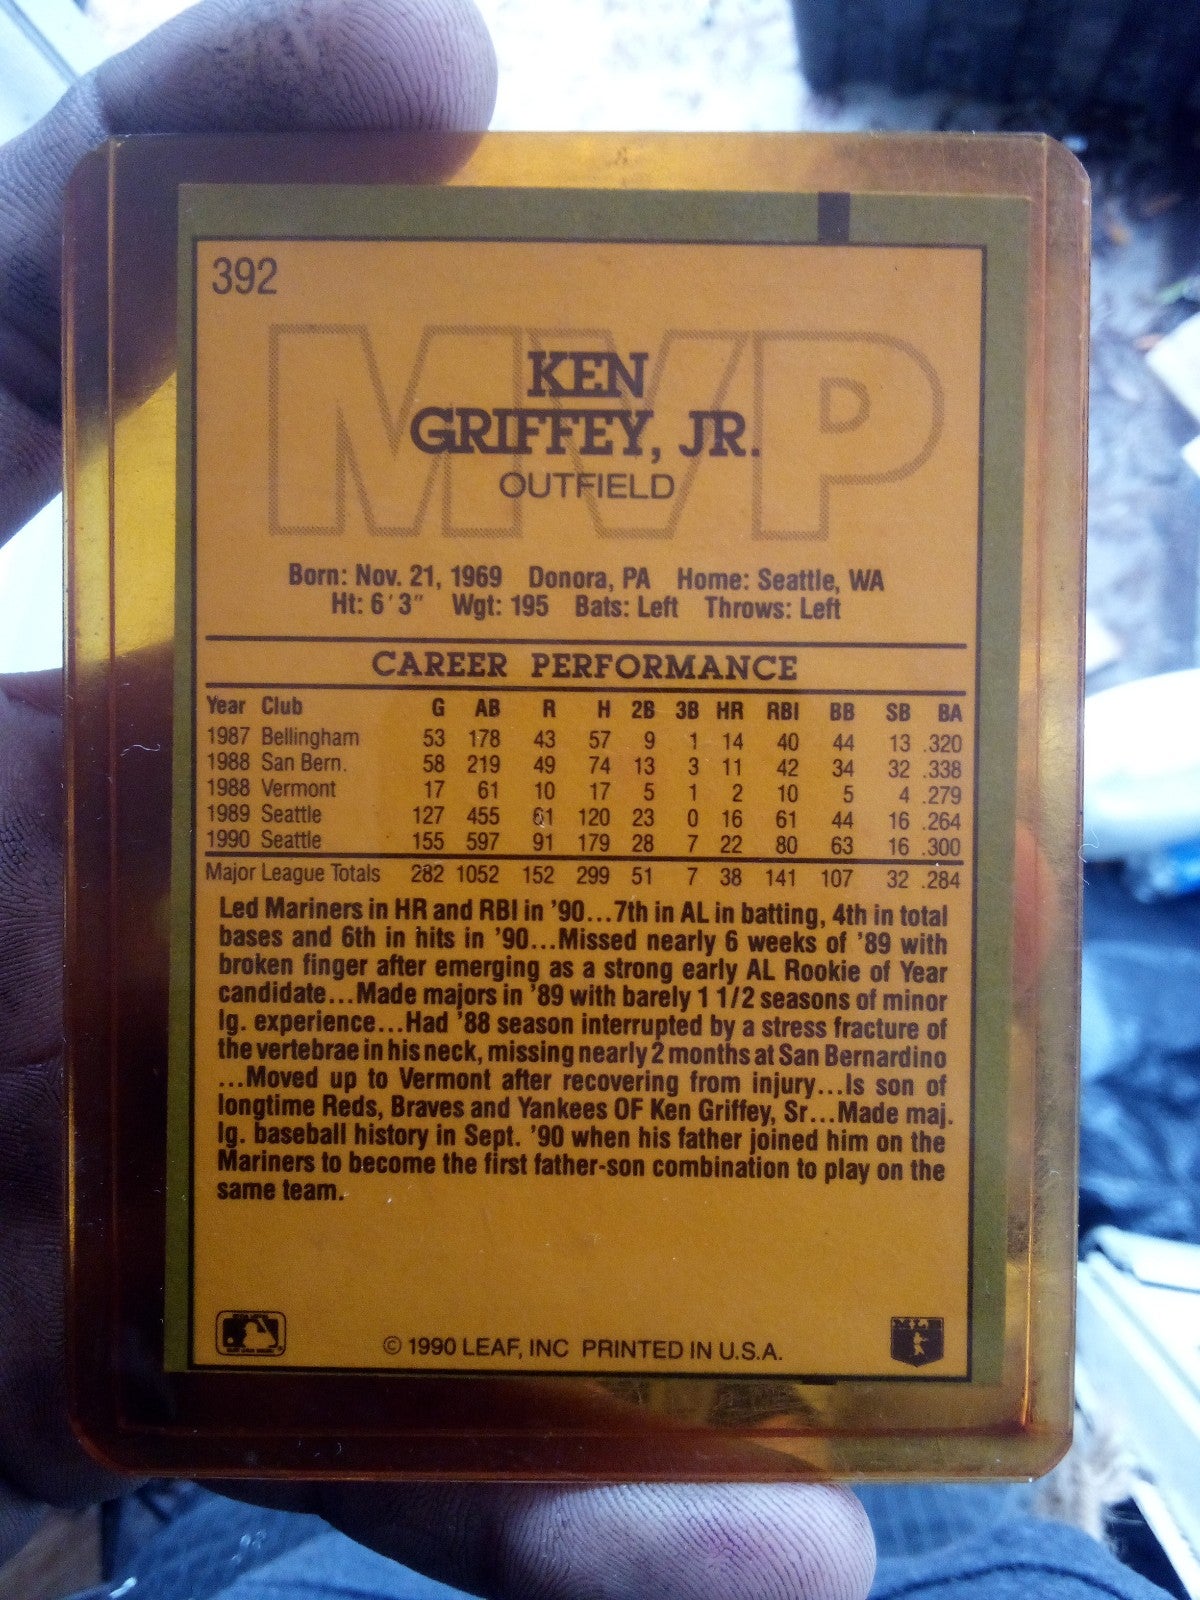 392
MVP
KEN
GRIFFEY, JR.
OUTFIELD
Born: Nov. 21, 1969 Donora, PA Home: Seattle, WA
Ht: 6'3" Wgt: 195 Bats: Left Throws: Left
CAREER PERFORMANCE
Year Club G AB R H 2B 3B HR RBI BB SB BA
1987 Bellingham 53 178 43 57 9 1 14 40 44 13 .320
1988 San Bern. 58 219 49 74 13 3 11 42 34 32 .338
1988 Vermont 17 61 10 17 5 1 2 10 5 4 .279
1989 Seattle 127 455 61 120 23 0 16 61 44 16 .264
1990 Seattle 155 597 91 179 28 7 22 80 63 16 .300
Major League Totals 282 1052 152 299 51 7 38 141 107 32 .284
Led Mariners in HR and RBI in '90...7th in AL in batting, 4th in total
bases and 6th in hits in '90...Missed nearly 6 weeks of '89 with
broken finger after emerging as a strong early AL Rookie of Year
candidate...Made majors in '89 with barely 1 1/2 seasons of minor
lg. experience...Had '88 season interrupted by a stress fracture of
the vertebrae in his neck, missing nearly 2 months at San Bernardino
...Moved up to Vermont after recovering from injury...Is son of
longtime Reds, Braves and Yankees OF Ken Griffey, Sr...Made maj.
lg. baseball history in Sept. '90 when his father joined him on the
Mariners to become the first father-son combination to play on the
same team.
© 1990 LEAF, INC PRINTED IN U.S.A.